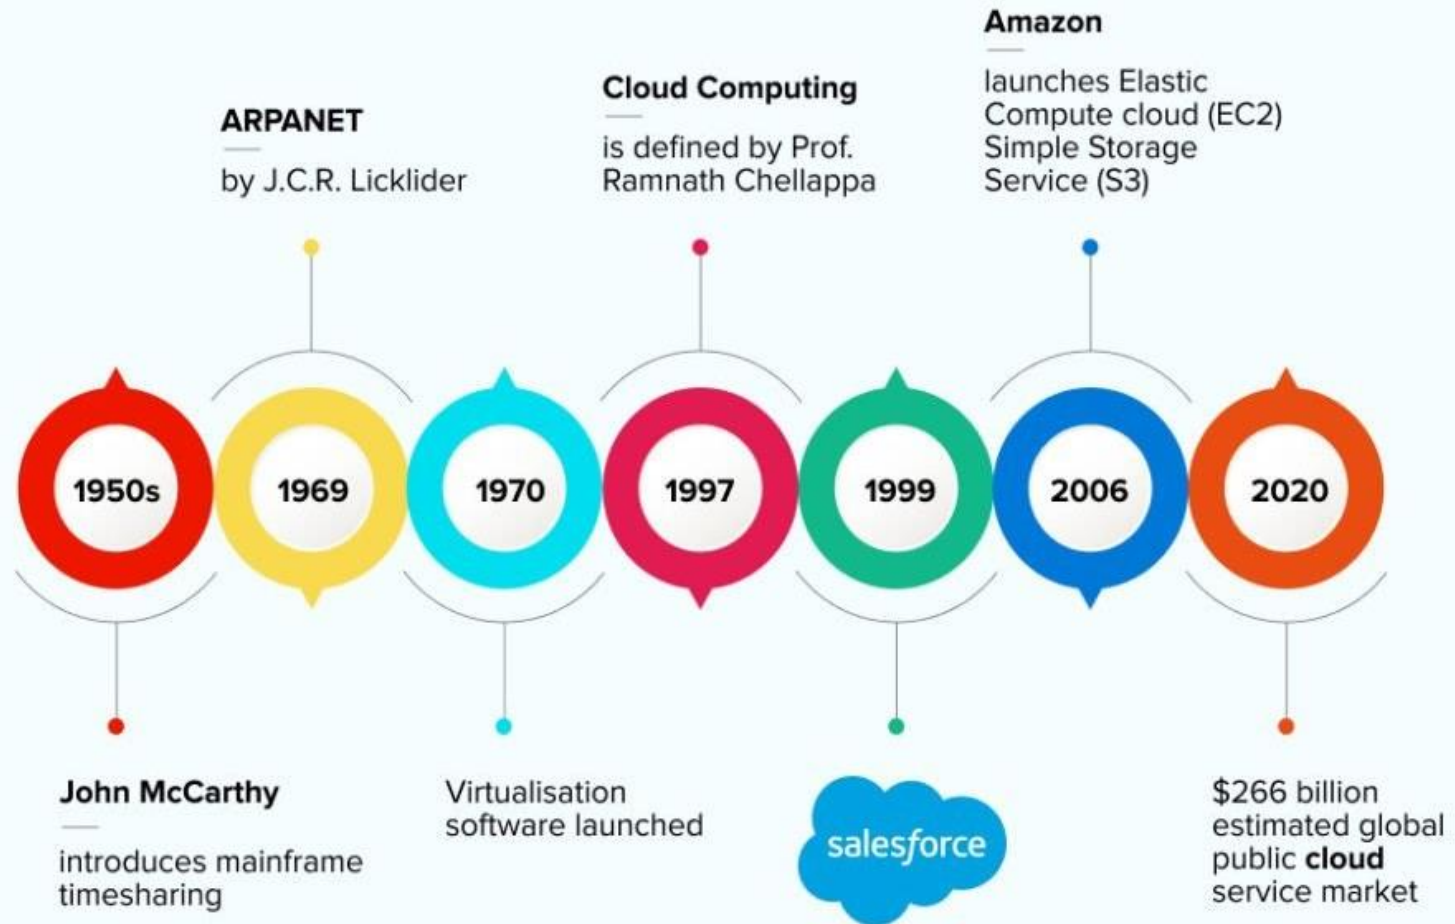 Amazon
launches Elastic
Compute cloud (EC2)
Simple Storage
Service (S3)
Cloud Computing
is defined by Prof.
Ramnath Chellappa
ARPANET
by J.C.R. Licklider
1950s
1969
1970
1997
1999
2006
2020
John McCarthy
introduces mainframe
timesharing
Virtualisation
software launched
salesforce
$266 billion
estimated global
public cloud
service market